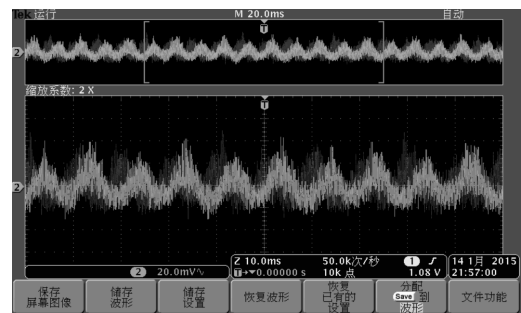 Tek 运行 M 20.0ms 自动
T
2
缩放系数: 2 X
T
2
Z 10.0ms 50.0k次/秒 1 14 1月 2015
2 20.0mV∿ T→▼0.00000 s 10k 点 1.08 V 21:57:00
保存 储存 储存 恢复波形 恢复 分配 文件功能
屏幕图像 波形 设置 已有的 Save 到
设置 波形